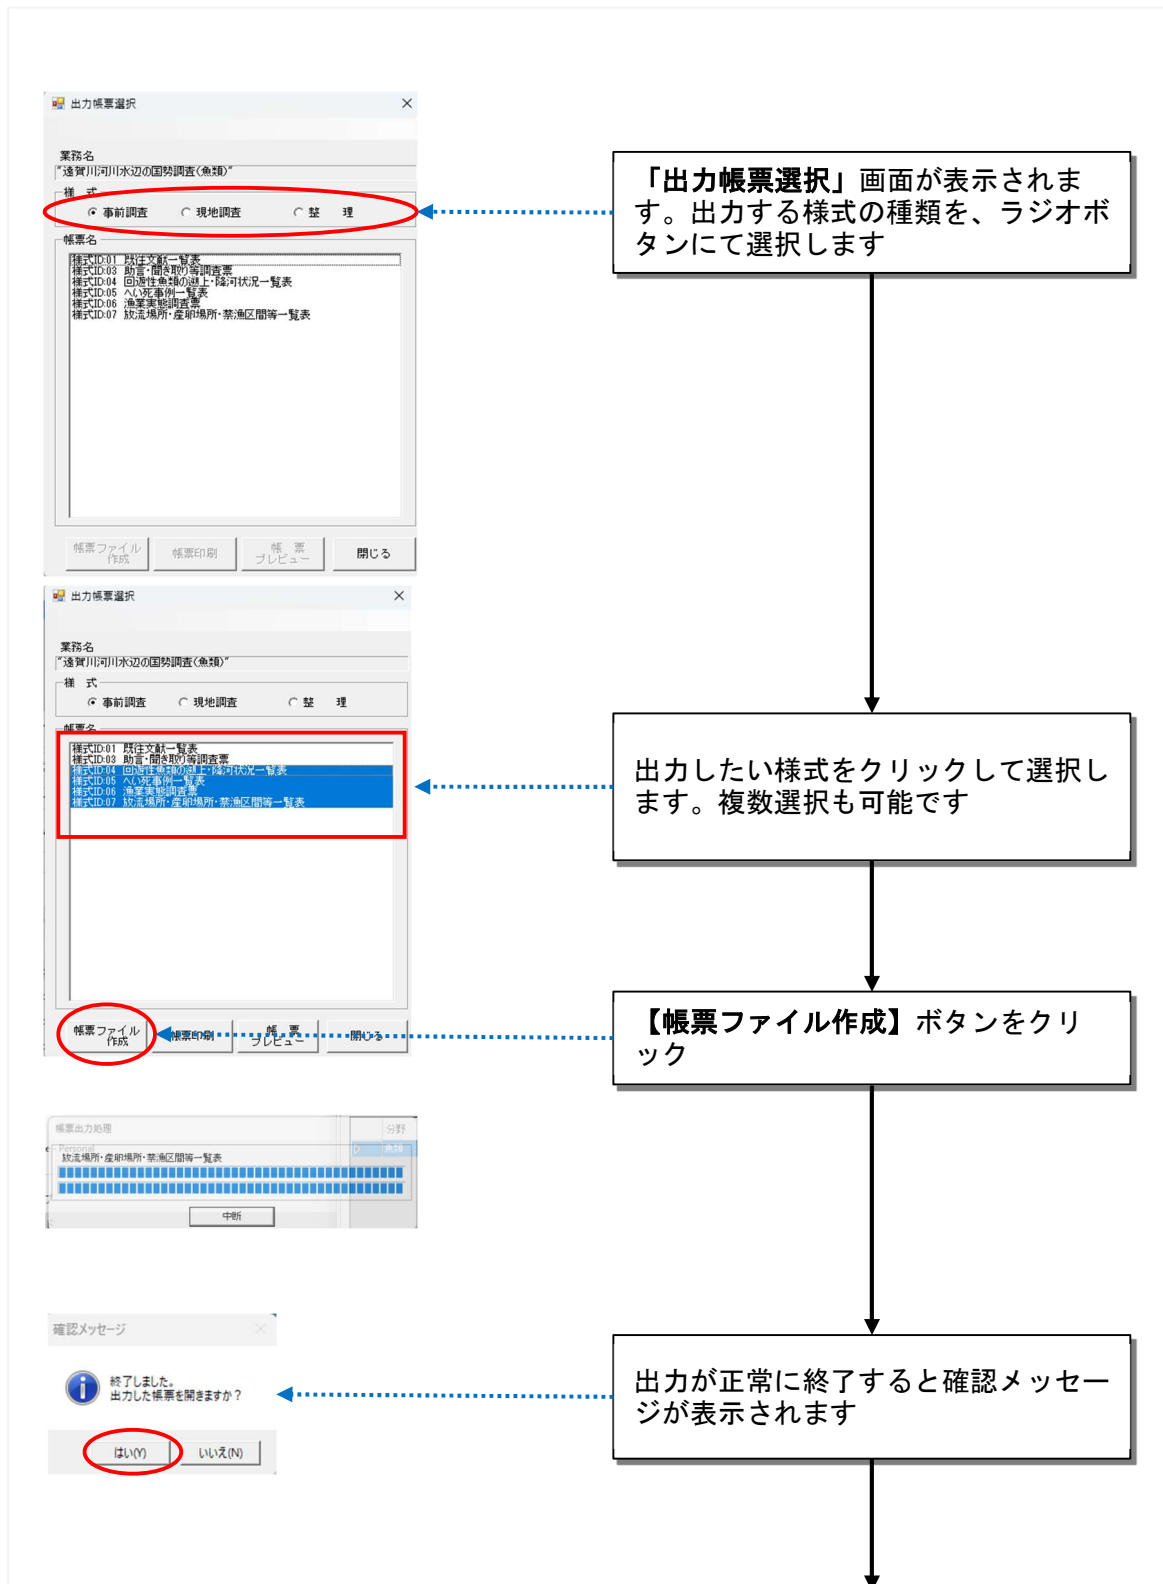 出力帳票選択
業務名
"遠賀川河川水辺の国勢調査(魚類)"
様　式
事前調査　現地調査　整　理
帳票名
様式ID:01 既往文献一覧表
様式ID:03 助言・聞き取り等調査票
様式ID:04 回遊性魚類の遡上・降河状況一覧表
様式ID:05 へい死事例一覧表
様式ID:06 漁業実態調査票
様式ID:07 放流場所・産卵場所・禁漁区間等一覧表
帳票ファイル作成　帳票印刷　帳　票プレビュー　閉じる
「出力帳票選択」画面が表示されま
す。出力する様式の種類を、ラジオボ
タンにて選択します
出力帳票選択
業務名
"遠賀川河川水辺の国勢調査(魚類)"
様　式
事前調査　現地調査　整　理
帳票名
様式ID:01 既往文献一覧表
様式ID:03 助言・聞き取り等調査票
様式ID:04 回遊性魚類の遡上・降河状況一覧表
様式ID:05 へい死事例一覧表
様式ID:06 漁業実態調査票
様式ID:07 放流場所・産卵場所・禁漁区間等一覧表
帳票ファイル作成　帳票印刷　帳　票プレビュー　閉じる
出力したい様式をクリックして選択し
ます。複数選択も可能です
【帳票ファイル作成】ボタンをクリ
ック
帳票出力処理
分野
Personal
魚類
放流場所・産卵場所・禁漁区間等一覧表
中断
確認メッセージ
終了しました。
出力した帳票を開きますか？
はい(Y)　いいえ(N)
出力が正常に終了すると確認メッセー
ジが表示されます